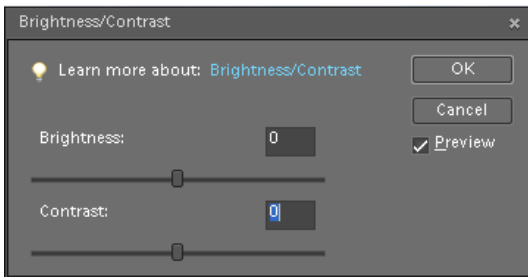 Brightness/Contrast
Learn more about: Brightness/Contrast
OK
Cancel
Preview
Brightness: 0
Contrast: 0